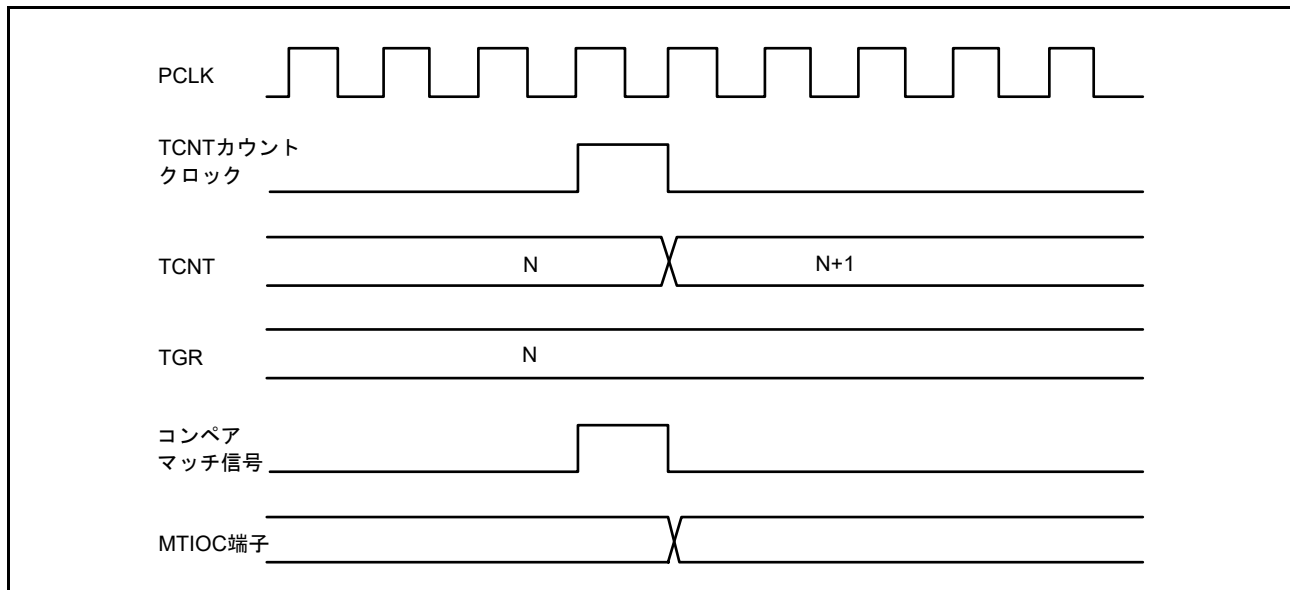 PCLK
TCNTカウント
クロック
TCNT
N
N+1
TGR
N
コンペア
マッチ信号
MTIOC端子